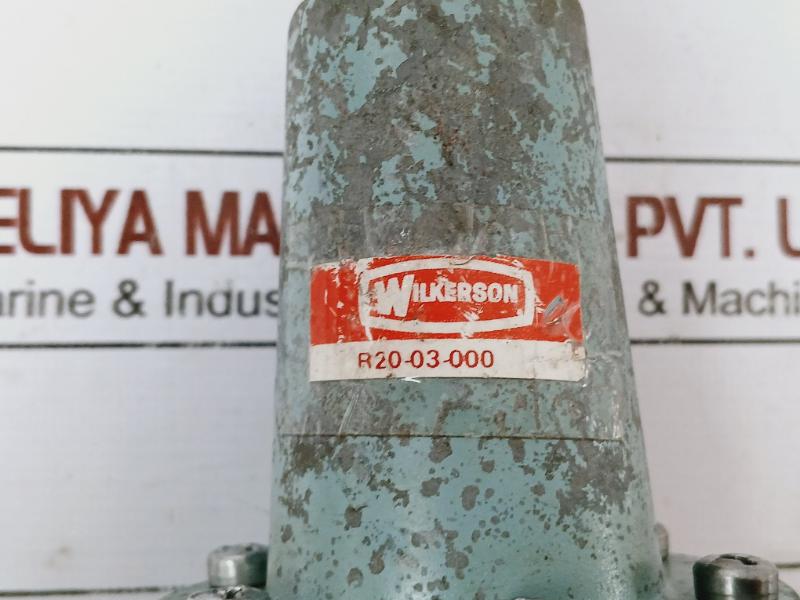 ELIYA MA PVT. U
arine & Indus & Machi
WILKERSON
R20-03-000